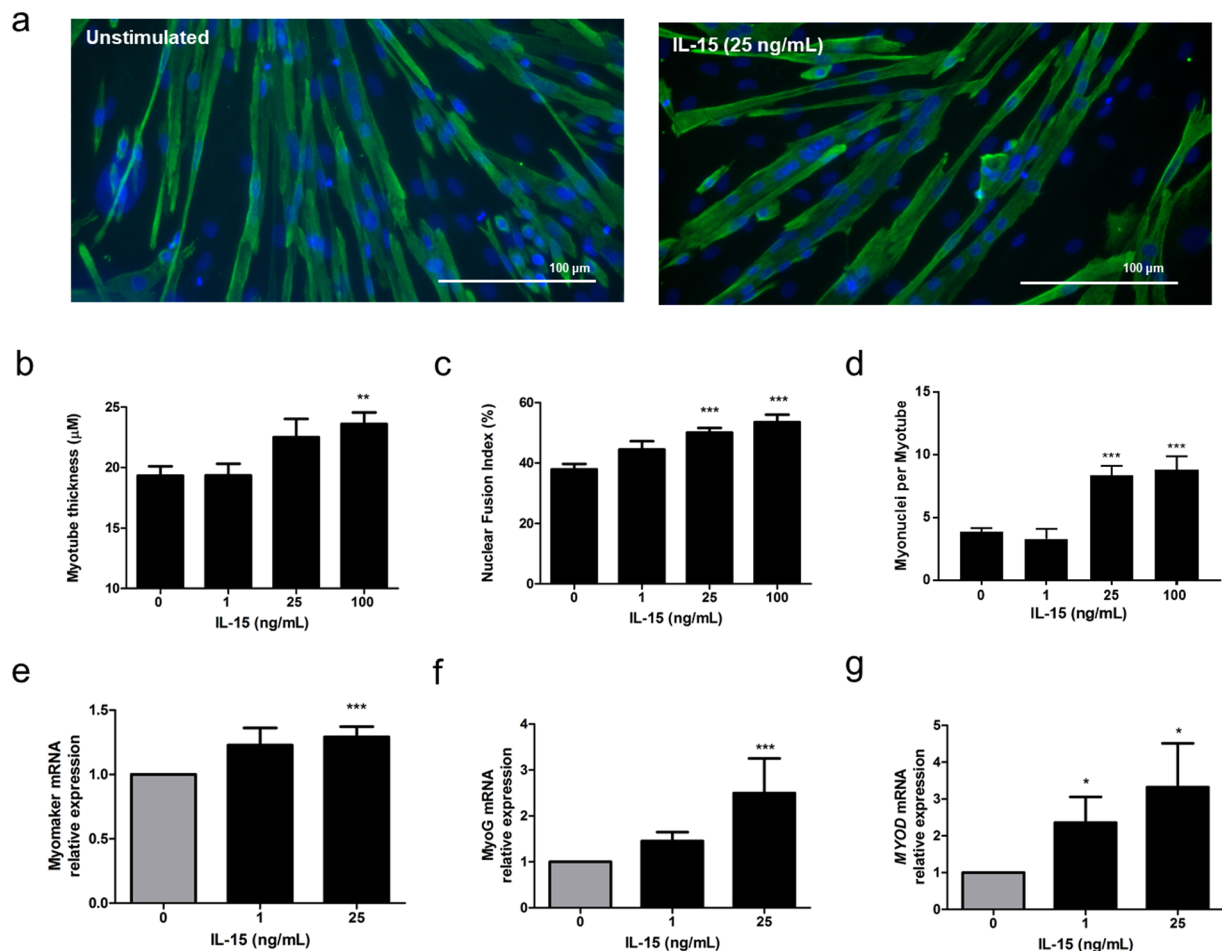 a
Unstimulated
100 µm
IL-15 (25 ng/mL)
100 µm
b
Myotube thickness (µM)
25
20
15
10
**
0 1 25 100
IL-15 (ng/mL)
c
Nuclear Fusion Index (%)
60
40
20
0
*** ***
0 1 25 100
IL-15 (ng/mL)
d
Myonuclei per Myotube
15
10
5
0
*** ***
0 1 25 100
IL-15 (ng/mL)
e
Myomaker mRNA
relative expression
1.5
1.0
0.5
0.0
***
0 1 25
IL-15 (ng/mL)
f
MyoG mRNA
relative expression
4
3
2
1
0
***
0 1 25
IL-15 (ng/mL)
g
MYOD mRNA
relative expression
5
4
3
2
1
0
* *
0 1 25
IL-15 (ng/mL)